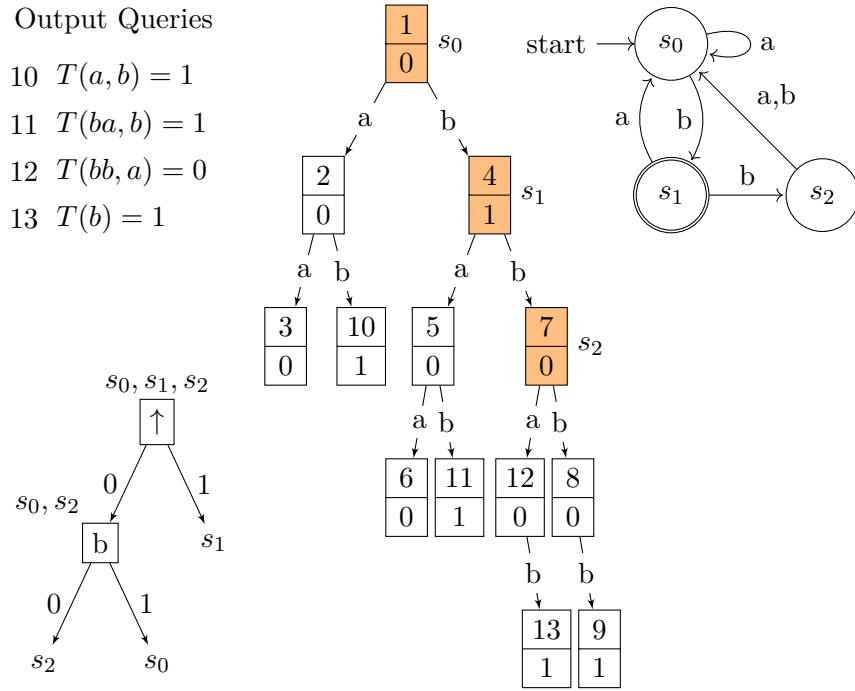 Output Queries
10 T(a, b) = 1
11 T(ba, b) = 1
12 T(bb, a) = 0
13 T(b) = 1
1
0
s0
a
b
2
0
4
1
s1
a
b
a
b
3
0
10
1
5
0
7
0
s2
a
b
a
b
6
0
11
1
12
0
8
0
b
b
13
1
9
1
start
s0
a
a
b
a,b
s1
b
s2
s0, s1, s2
↑
0
1
s0, s2
b
s1
0
1
s2
s0